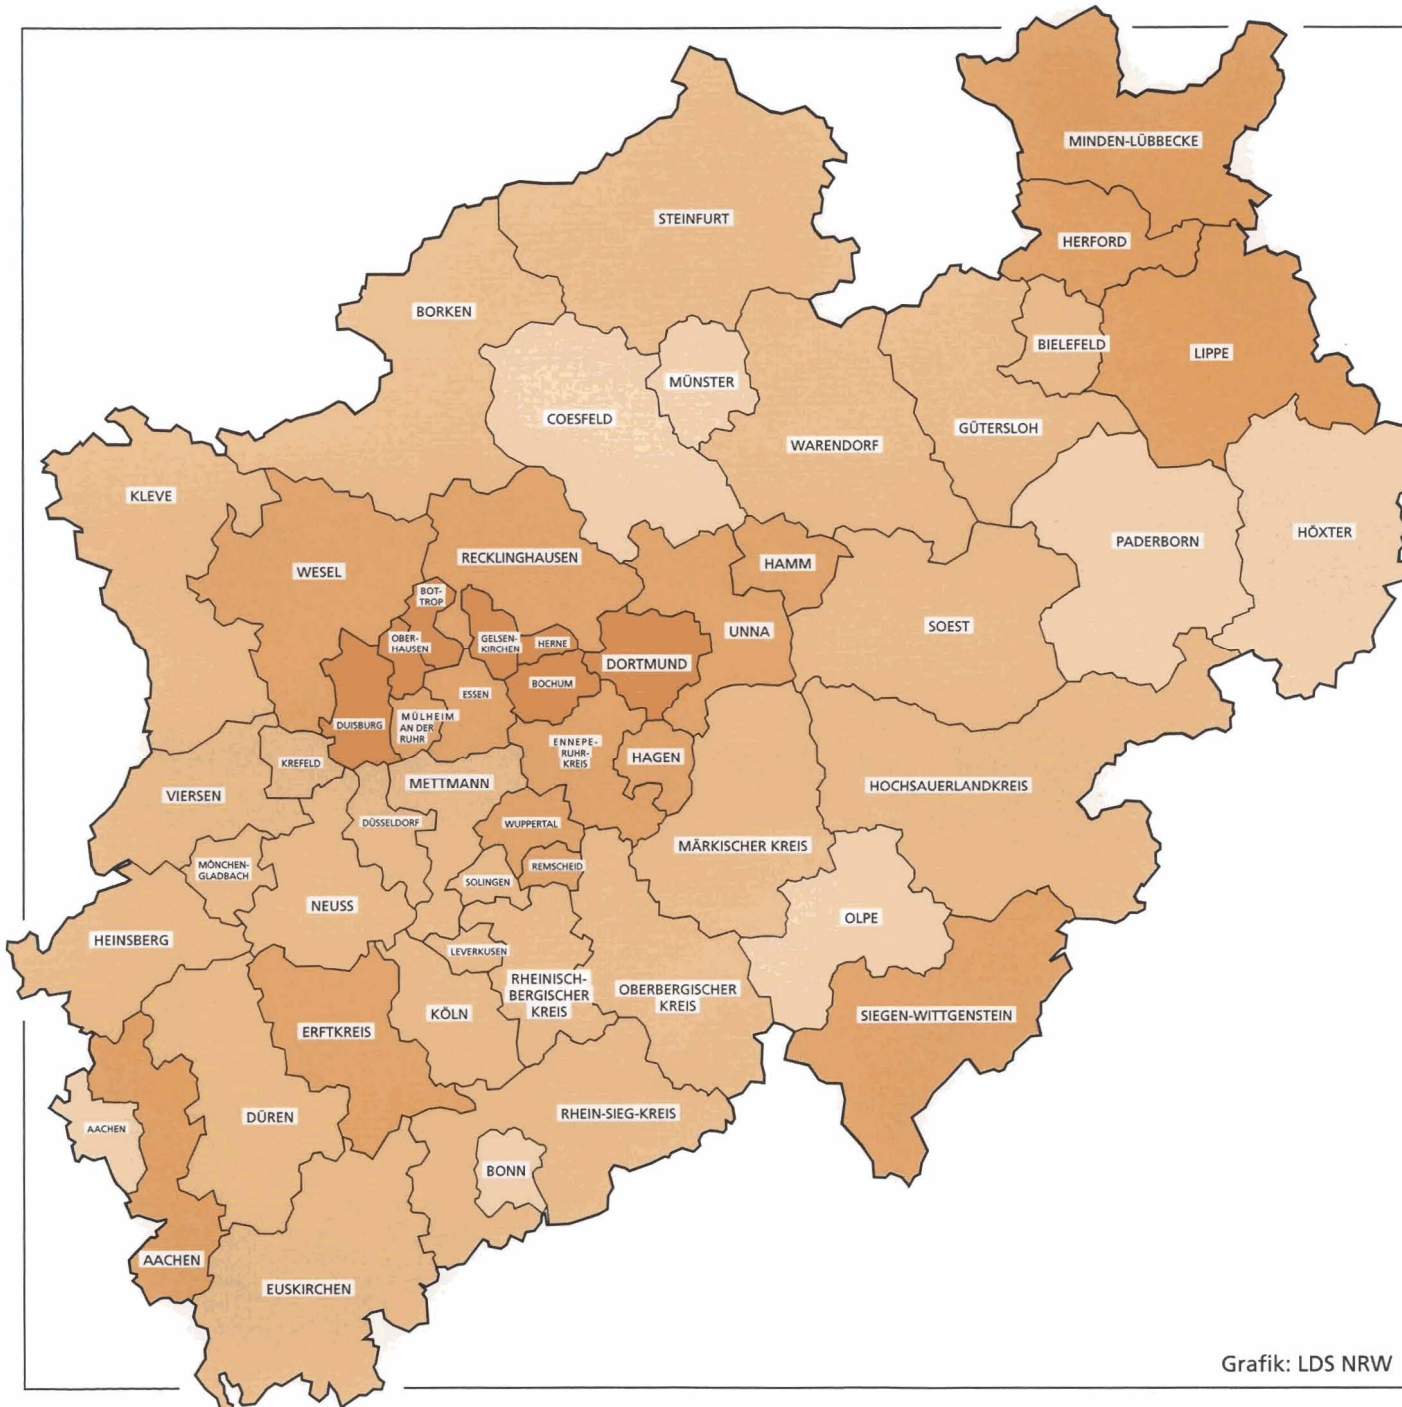 MINDEN-LÜBBECKE
STEINFURT
HERFORD
BORKEN
BIELEFELD
LIPPE
MÜNSTER
COESFELD
GÜTERSLOH
WARENDORF
KLEVE
HÖXTER
PADERBORN
RECKLINGHAUSEN
HAMM
WESEL
BOT-
TROP
UNNA
SOEST
OBER-
HAUSEN
GELSEN-
KIRCHEN
HERNE
DORTMUND
BOCHUM
ESSEN
DUISBURG
MÜLHEIM
AN DER
RUHR
ENNEPE-
RUHR-
KREIS
HAGEN
KREFELD
METTMANN
HOCHSAUERLANDKREIS
VIERSEN
DÜSSELDORF
WUPPERTAL
MÄRKISCHER KREIS
MÖNCHEN-
GLADBACH
REMSCHEID
SOLINGEN
NEUSS
OLPE
HEINSBERG
LEVERKUSEN
RHEINISCH-
BERGISCHER
KREIS
OBERBERGISCHER
KREIS
KÖLN
SIEGEN-WITTGENSTEIN
ERFTKREIS
DÜREN
RHEIN-SIEG-KREIS
AACHEN
BONN
AACHEN
EUSKIRCHEN
Grafik: LDS NRW